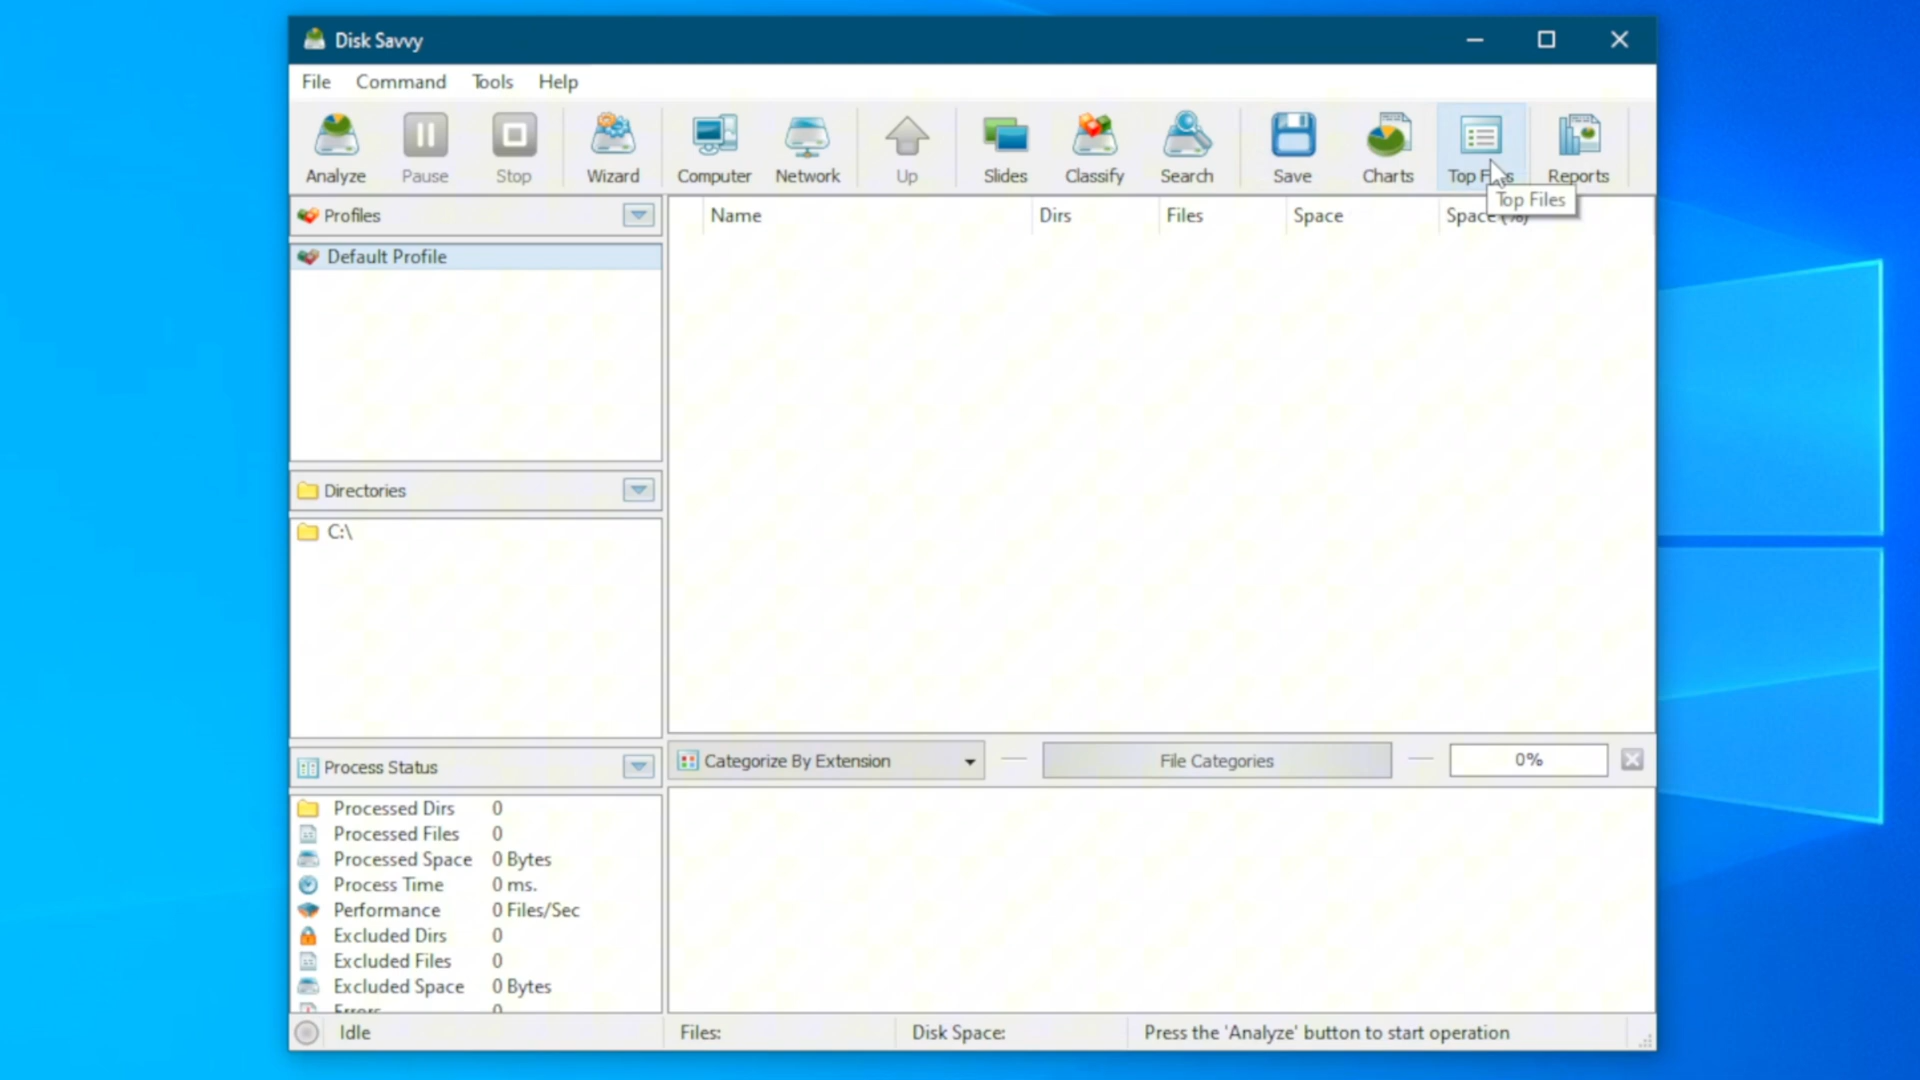 Disk Savvy
File Command Tools Help
Analyze Pause Stop Wizard Computer Network Up Slides Classify Search Save Charts Top Reports
Top Files
Profiles
Name Dirs Files Space Space (%)
Default Profile
Directories
C:\
Process Status
Categorize By Extension File Categories 0%
Processed Dirs 0
Processed Files 0
Processed Space 0 Bytes
Process Time 0 ms.
Performance 0 Files/Sec
Excluded Dirs 0
Excluded Files 0
Excluded Space 0 Bytes
Errors 0
Idle Files: Disk Space: Press the 'Analyze' button to start operation